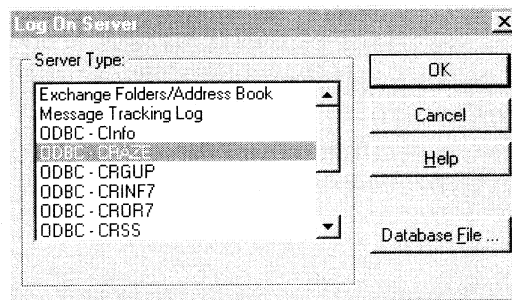 Log On Server
Server Type:
Exchange Folders/Address Book
Message Tracking Log
ODBC - CInfo
ODBC - CRAZE
ODBC - CRGUP
ODBC - CRINF7
ODBC - CROR7
ODBC - CRSS
OK
Cancel
Help
Database File ...